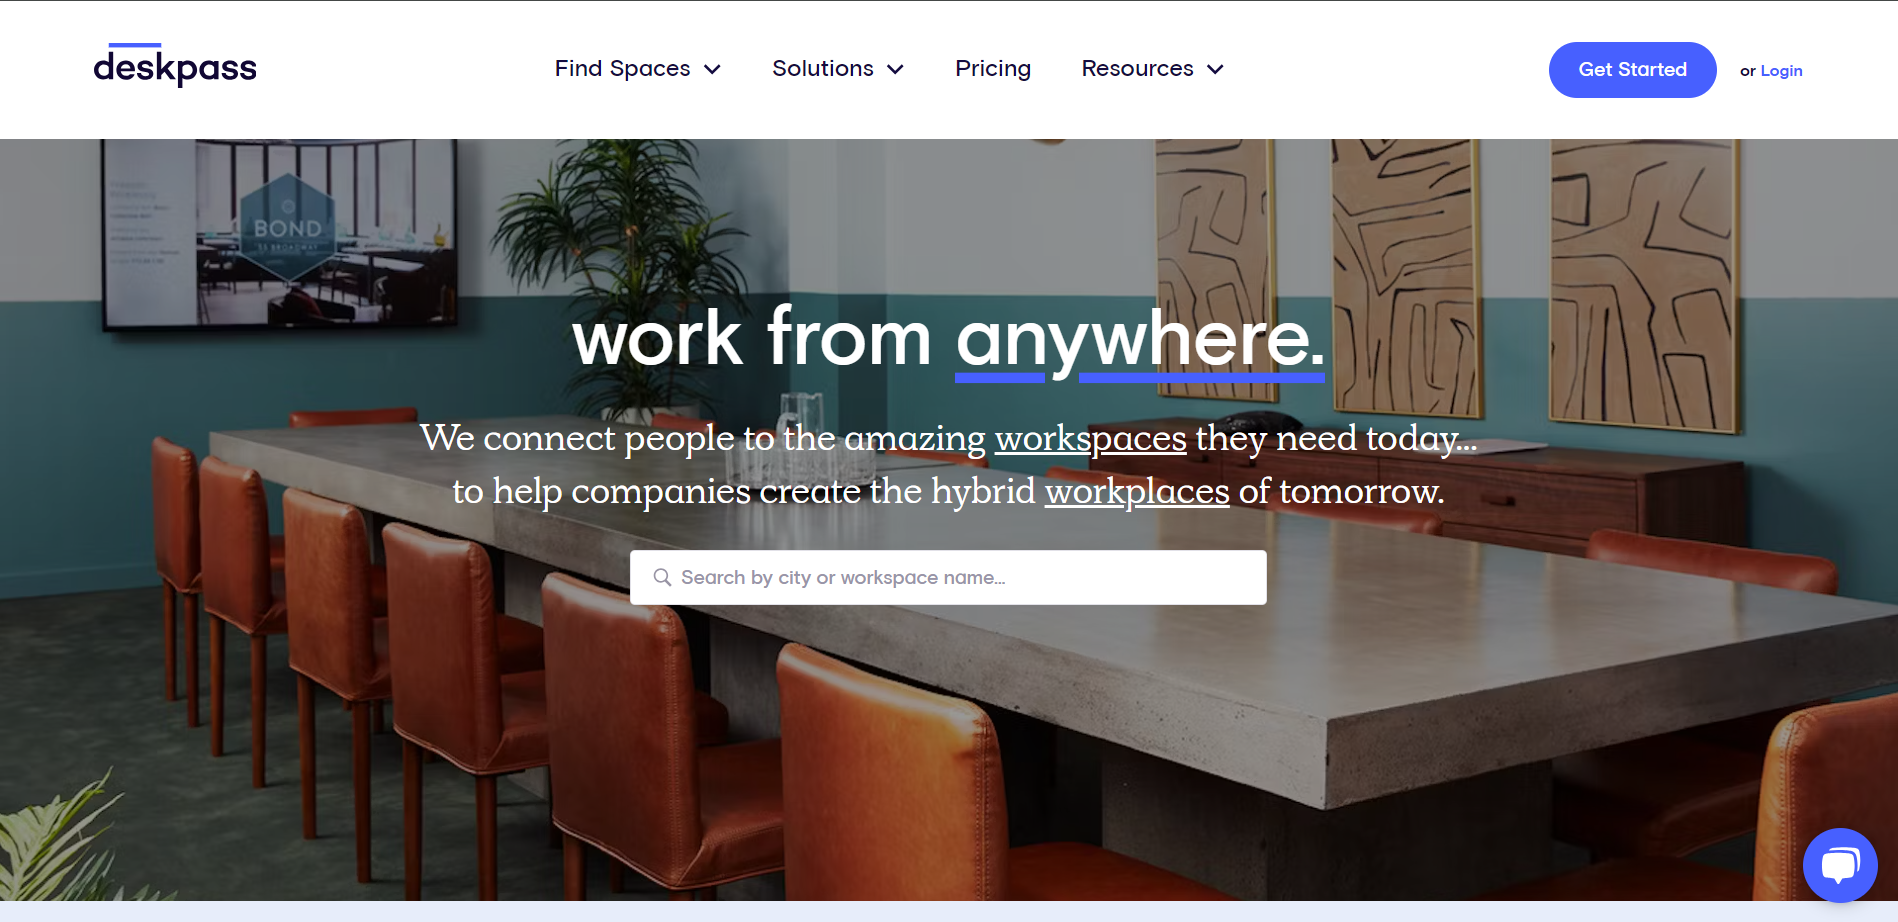 deskpass
Find Spaces
Solutions
Pricing
Resources
Get Started
or Login
BOND
55 BROADWAY
work from anywhere.
We connect people to the amazing workspaces they need today...
to help companies create the hybrid workplaces of tomorrow.
Search by city or workspace name...